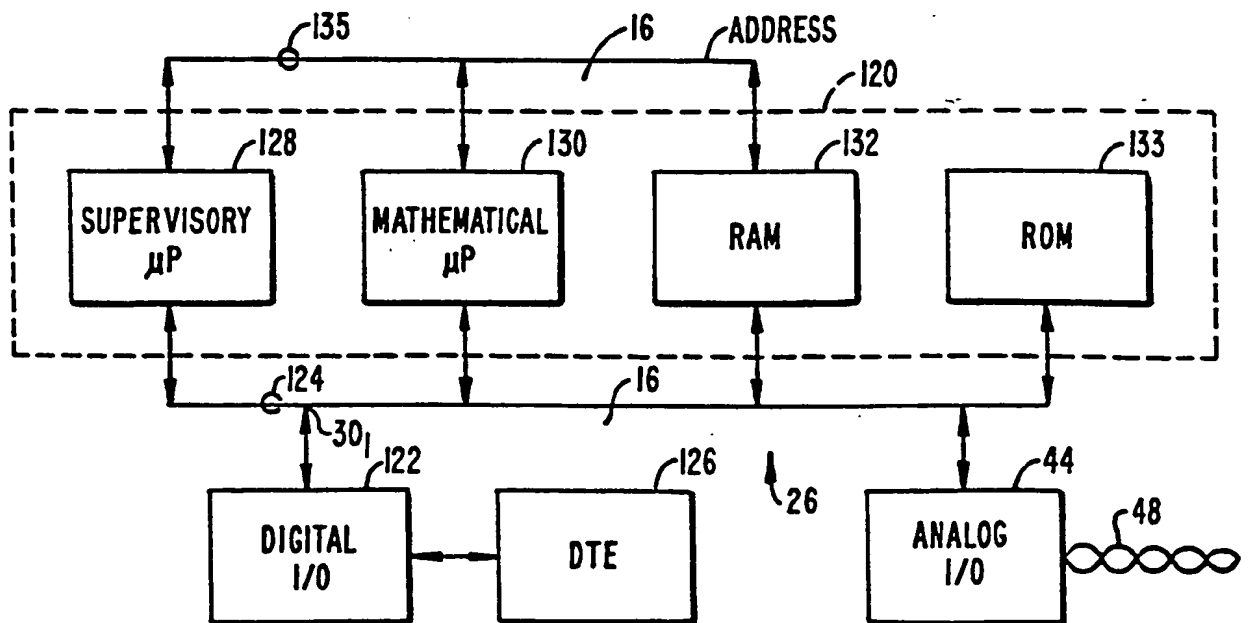 135
16
ADDRESS
120
128
130
132
133
SUPERVISORY
μP
MATHEMATICAL
μP
RAM
ROM
124
16
30₁
122
126
26
44
48
DIGITAL
I/O
DTE
ANALOG
I/O